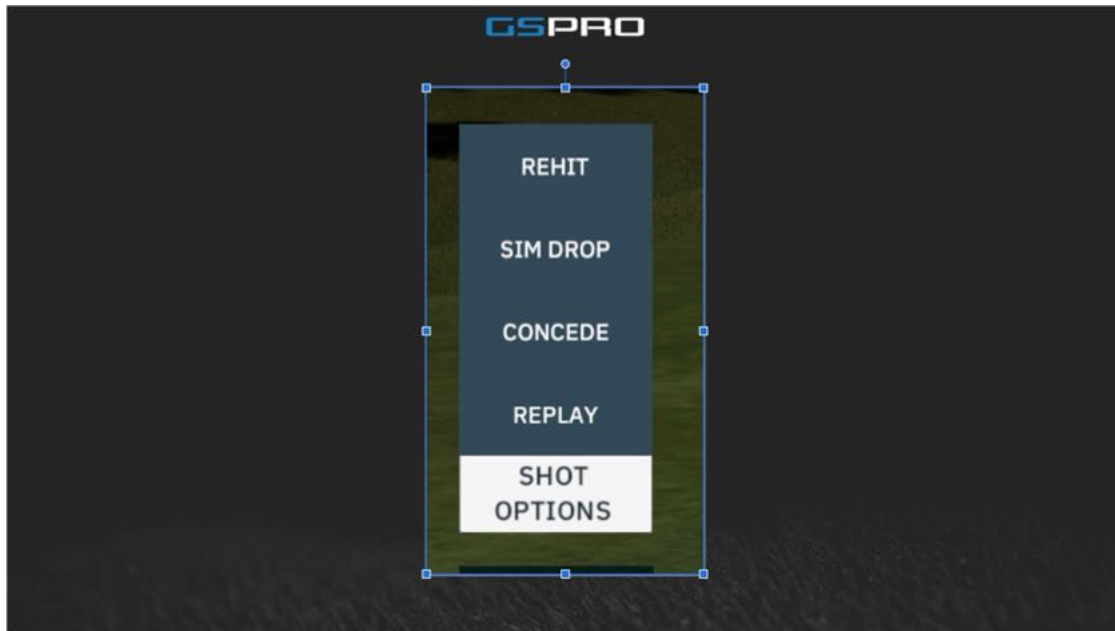 GSPRO
REHIT
SIM DROP
CONCEDE
REPLAY
SHOT
OPTIONS